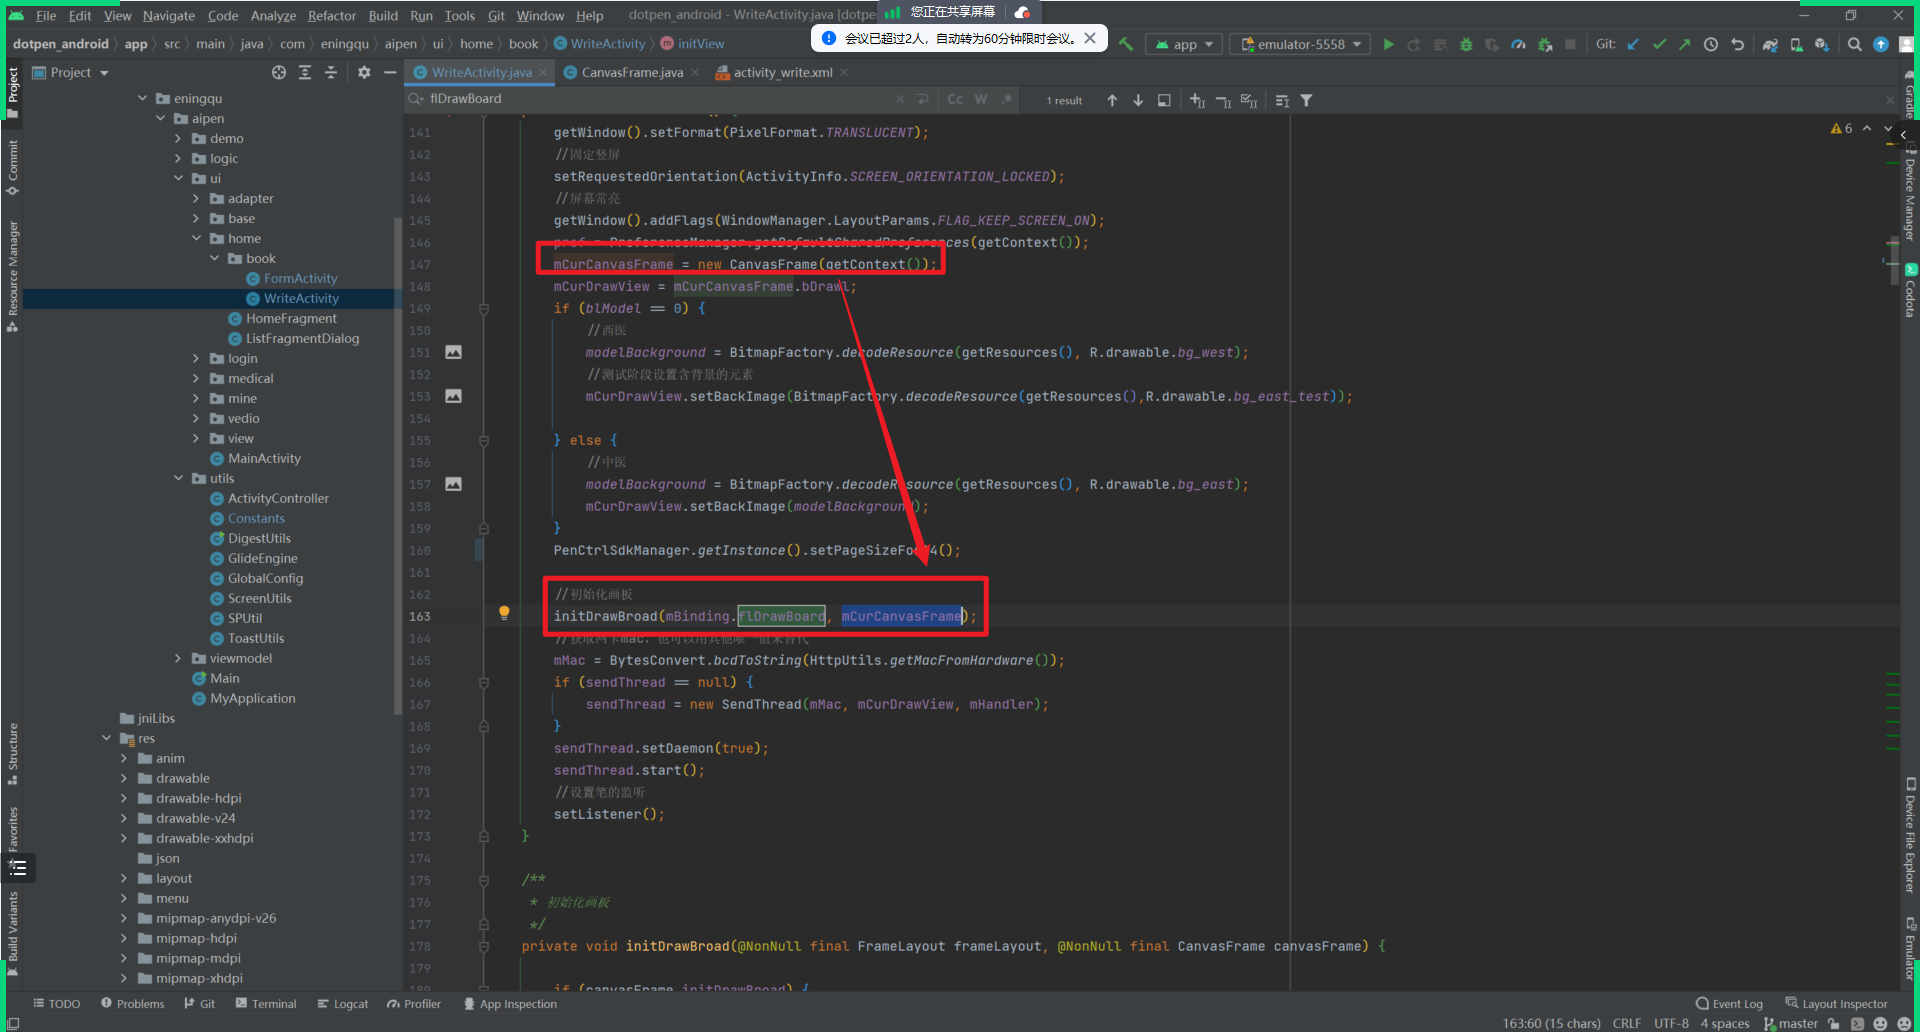 File Edit View Navigate Code Analyze Refactor Build Run Tools Git Window Help dotpen_android - WriteActivity.java [dotpen
您正在共享屏幕
会议已超过2人，自动转为60分钟限时会议。
dotpen_android app src main java com eningqu aipen ui home book WriteActivity initView
app emulator-5558 Git:
Project
WriteActivity.java CanvasFrame.java activity_write.xml
flDrawBoard Cc W .* 1 result
eningqu
aipen
demo
logic
ui
adapter
base
home
book
FormActivity
WriteActivity
HomeFragment
ListFragmentDialog
login
medical
mine
vedio
view
MainActivity
utils
ActivityController
Constants
DigestUtils
GlideEngine
GlobalConfig
ScreenUtils
SPUtil
ToastUtils
viewmodel
Main
MyApplication
jniLibs
res
anim
drawable
drawable-hdpi
drawable-v24
drawable-xxhdpi
json
layout
menu
mipmap-anydpi-v26
mipmap-hdpi
mipmap-mdpi
mipmap-xhdpi
141 getWindow().setFormat(PixelFormat.TRANSLUCENT);
142 //固定竖屏
143 setRequestedOrientation(ActivityInfo.SCREEN_ORIENTATION_LOCKED);
144 //屏幕常亮
145 getWindow().addFlags(WindowManager.LayoutParams.FLAG_KEEP_SCREEN_ON);
146 pref = PreferenceManager.getDefaultSharedPreferences(getContext());
147 mCurCanvasFrame = new CanvasFrame(getContext());
148 mCurDrawView = mCurCanvasFrame.bDrawl;
149 if (blModel == 0) {
150 //西医
151 modelBackground = BitmapFactory.decodeResource(getResources(), R.drawable.bg_west);
152 //测试阶段设置含背景的元素
153 mCurDrawView.setBackImage(BitmapFactory.decodeResource(getResources(),R.drawable.bg_east_test));
154
155 } else {
156 //中医
157 modelBackground = BitmapFactory.decodeResource(getResources(), R.drawable.bg_east);
158 mCurDrawView.setBackImage(modelBackground);
159 }
160 PenCtrlSdkManager.getInstance().setPageSizeFo 4();
161
162 //初始化画板
163 initDrawBroad(mBinding.flDrawBoard, mCurCanvasFrame);
164 //获取网卡mac，也可以用其他唯一值来替代
165 mMac = BytesConvert.bcdToString(HttpUtils.getMacFromHardware());
166 if (sendThread == null) {
167 sendThread = new SendThread(mMac, mCurDrawView, mHandler);
168 }
169 sendThread.setDaemon(true);
170 sendThread.start();
171 //设置笔的监听
172 setListener();
173 }
174
175 /**
176 * 初始化画板
177 */
178 private void initDrawBroad(@NonNull final FrameLayout frameLayout, @NonNull final CanvasFrame canvasFrame) {
179
180 if (canvasFrame.initDrawBroad) {
6
Project
Commit
Resource Manager
Structure
Favorites
Build Variants
Gradle
Device Manager
Codota
Device File Explorer
Emulator
TODO Problems Git Terminal Logcat Profiler App Inspection Event Log Layout Inspector
163:60 (15 chars) CRLF UTF-8 4 spaces master